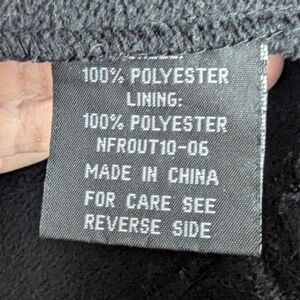 100% POLYESTER
LINING:
100% POLYESTER
NFROUT10-06
MADE IN CHINA
FOR CARE SEE
REVERSE SIDE